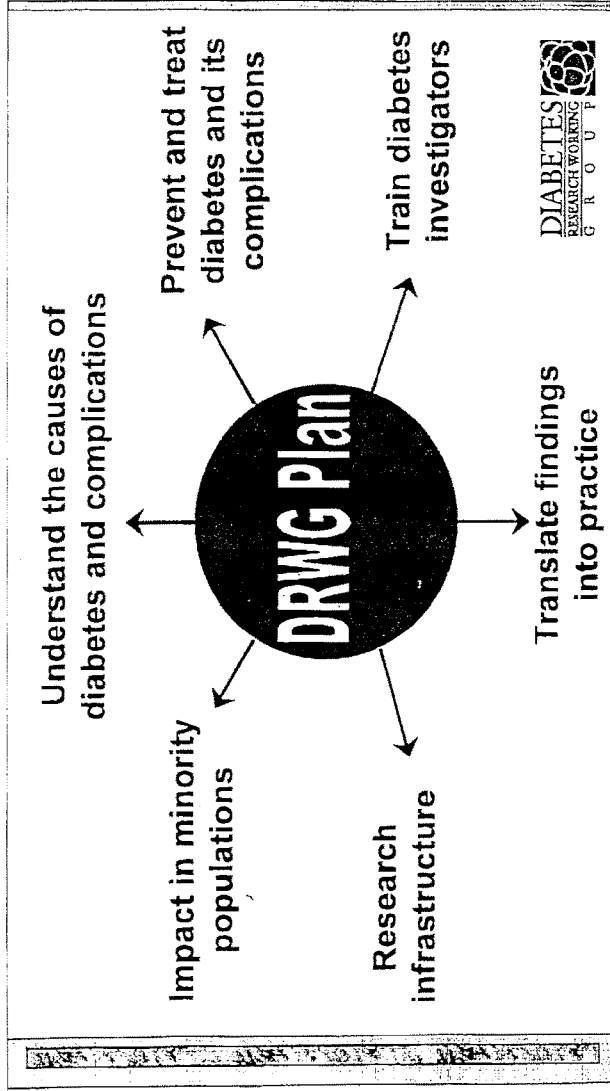 Understand the causes of
diabetes and complications
Prevent and treat
diabetes and its
complications
Train diabetes
investigators
Translate findings
into practice
Research
infrastructure
Impact in minority
populations
DRWG Plan
DIABETES
RESEARCH WORKING
GROUP